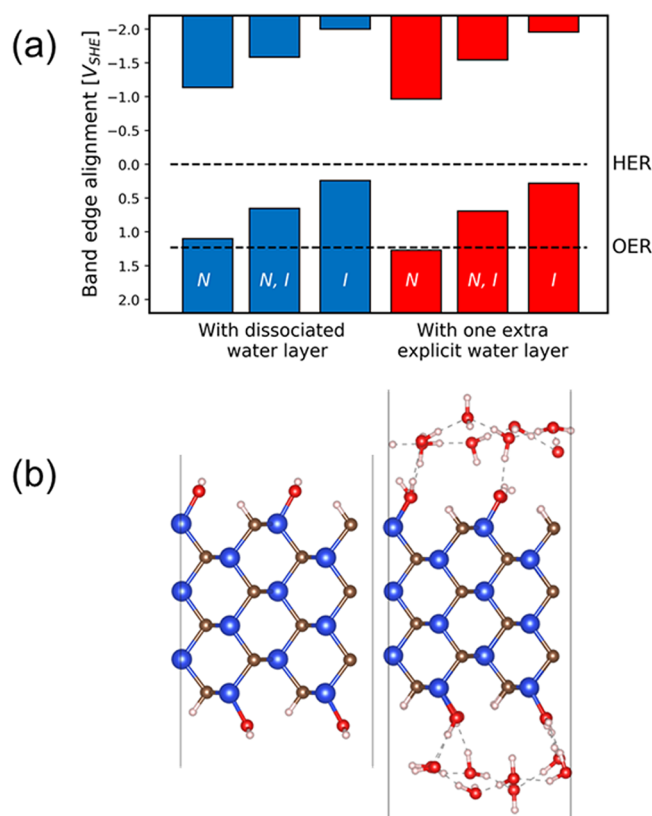 (a)
Band edge alignment [V_SHE]
−2.0
−1.5
−1.0
−0.5
0.0
0.5
1.0
1.5
2.0
HER
OER
N
N, I
I
N
N, I
I
With dissociated
water layer
With one extra
explicit water layer
(b)